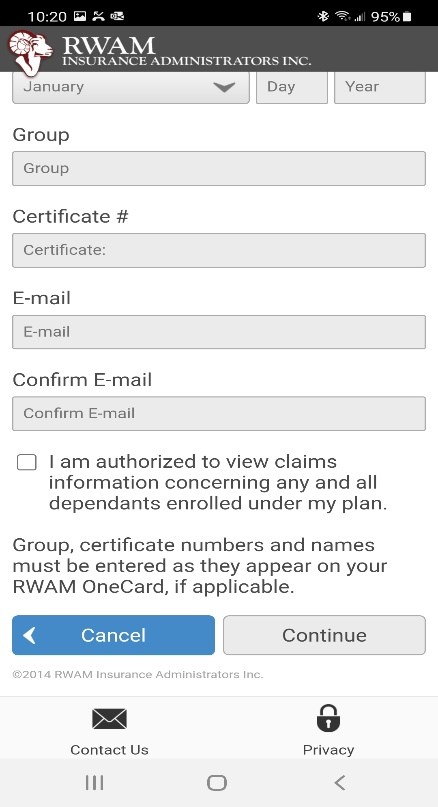 10:20
95%
RWAM
INSURANCE ADMINISTRATORS INC.
January
Day
Year
Group
Group
Certificate #
Certificate:
E-mail
E-mail
Confirm E-mail
Confirm E-mail
I am authorized to view claims
information concerning any and all
dependants enrolled under my plan.
Group, certificate numbers and names
must be entered as they appear on your
RWAM OneCard, if applicable.
Cancel
Continue
©2014 RWAM Insurance Administrators Inc.
Contact Us
Privacy